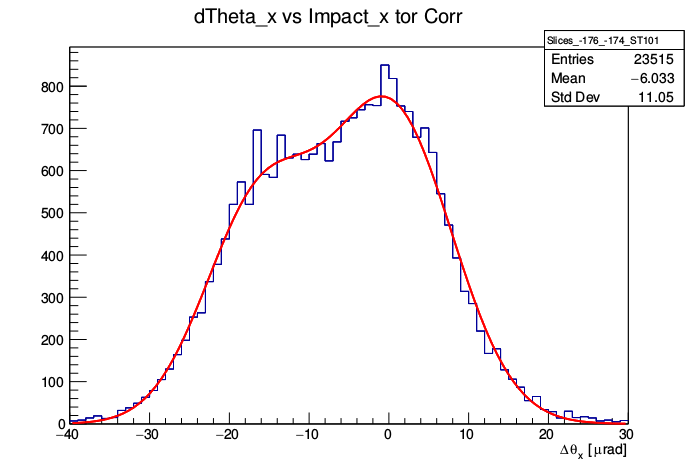 dTheta_x vs Impact_x tor Corr
Slices_-176_-174_ST101
Entries 23515
Mean −6.033
Std Dev 11.05
800
700
600
500
400
300
200
100
0
−40 −30 −20 −10 0 10 20 30
Δθx [μrad]